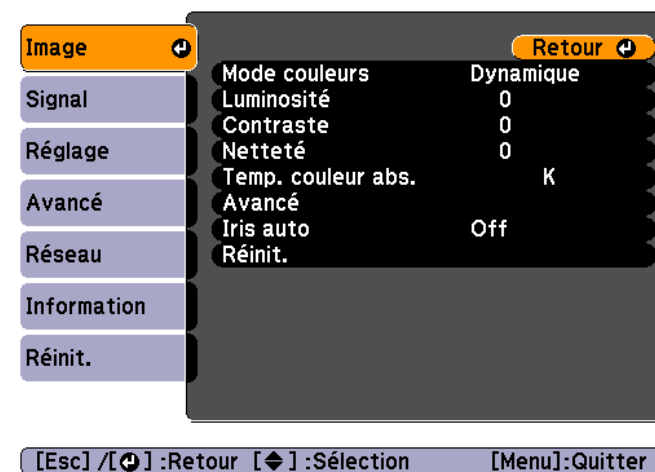 Image
Signal
Réglage
Avancé
Réseau
Information
Réinit.
Retour
Mode couleurs Dynamique
Luminosité 0
Contraste 0
Netteté 0
Temp. couleur abs. K
Avancé
Iris auto Off
Réinit.
[Esc] /[ ] :Retour [ ] :Sélection [Menu]:Quitter